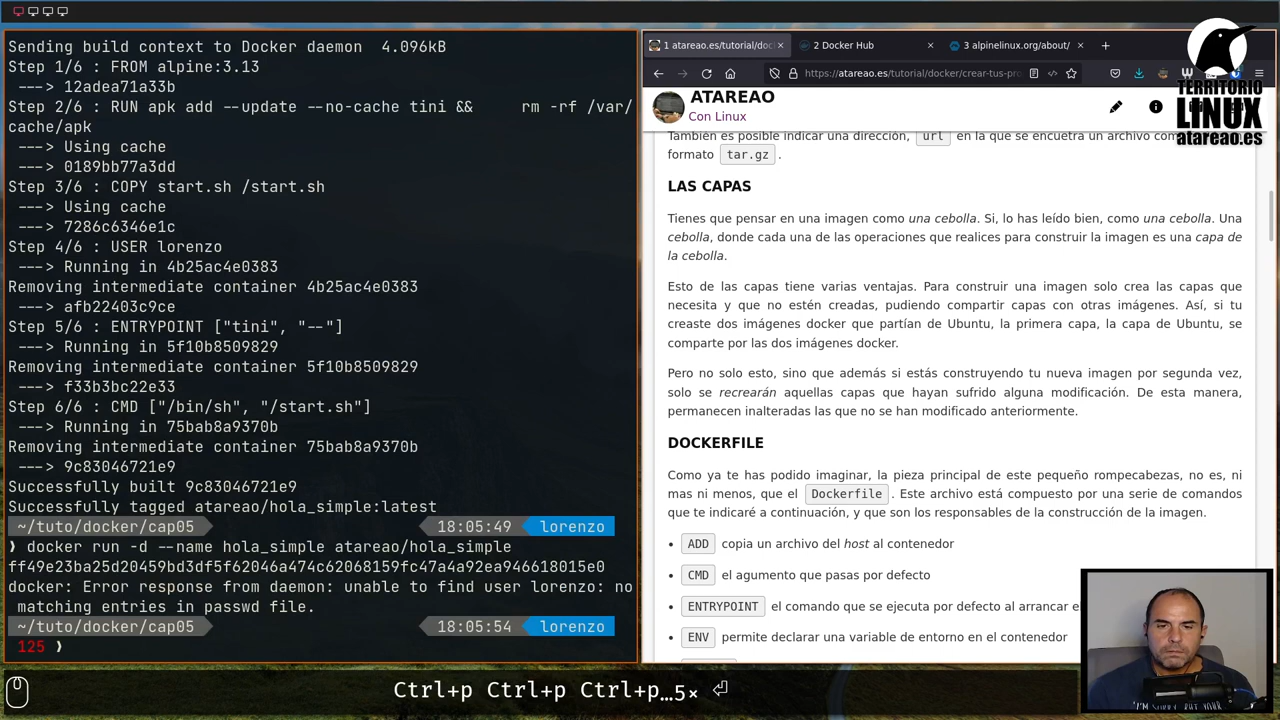 Sending build context to Docker daemon  4.096kB
Step 1/6 : FROM alpine:3.13
---> 12adea71a33b
Step 2/6 : RUN apk add --update --no-cache tini &&     rm -rf /var/
cache/apk
---> Using cache
---> 0189bb77a3dd
Step 3/6 : COPY start.sh /start.sh
---> Using cache
---> 7286c6346e1c
Step 4/6 : USER lorenzo
---> Running in 4b25ac4e0383
Removing intermediate container 4b25ac4e0383
---> afb22403c9ce
Step 5/6 : ENTRYPOINT ["tini", "--"]
---> Running in 5f10b8509829
Removing intermediate container 5f10b8509829
---> f33b3bc22e33
Step 6/6 : CMD ["/bin/sh", "/start.sh"]
---> Running in 75bab8a9370b
Removing intermediate container 75bab8a9370b
---> 9c83046721e9
Successfully built 9c83046721e9
Successfully tagged atareao/hola_simple:latest
~/tuto/docker/cap05 18:05:49 lorenzo
❯ docker run -d --name hola_simple atareao/hola_simple
ff49e23ba25d20459bd3df5f62046a474c62068159fc47a4a92ea946618015e0
docker: Error response from daemon: unable to find user lorenzo: no
matching entries in passwd file.
~/tuto/docker/cap05 18:05:54 lorenzo
125 ❯
1 atareao.es/tutorial/doc
2 Docker Hub
3 alpinelinux.org/about/
https://atareao.es/tutorial/docker/crear-tus-pro
ATAREAO
Con Linux
TERRITORIO
LINUX
atareao.es
También es posible indicar una dirección, url en la que se encuetra un archivo com
formato tar.gz .
LAS CAPAS
Tienes que pensar en una imagen como una cebolla. Si, lo has leído bien, como una cebolla. Una
cebolla, donde cada una de las operaciones que realices para construir la imagen es una capa de
la cebolla.
Esto de las capas tiene varias ventajas. Para construir una imagen solo crea las capas que
necesita y que no estén creadas, pudiendo compartir capas con otras imágenes. Así, si tu
creaste dos imágenes docker que partían de Ubuntu, la primera capa, la capa de Ubuntu, se
comparte por las dos imágenes docker.
Pero no solo esto, sino que además si estás construyendo tu nueva imagen por segunda vez,
solo se recrearán aquellas capas que hayan sufrido alguna modificación. De esta manera,
permanecen inalteradas las que no se han modificado anteriormente.
DOCKERFILE
Como ya te has podido imaginar, la pieza principal de este pequeño rompecabezas, no es, ni
mas ni menos, que el Dockerfile . Este archivo está compuesto por una serie de comandos
que te indicaré a continuación, y que son los responsables de la construcción de la imagen.
• ADD copia un archivo del host al contenedor
• CMD el agumento que pasas por defecto
• ENTRYPOINT el comando que se ejecuta por defecto al arrancar e
• ENV permite declarar una variable de entorno en el contenedor
Ctrl+p Ctrl+p Ctrl+p…5× ⏎